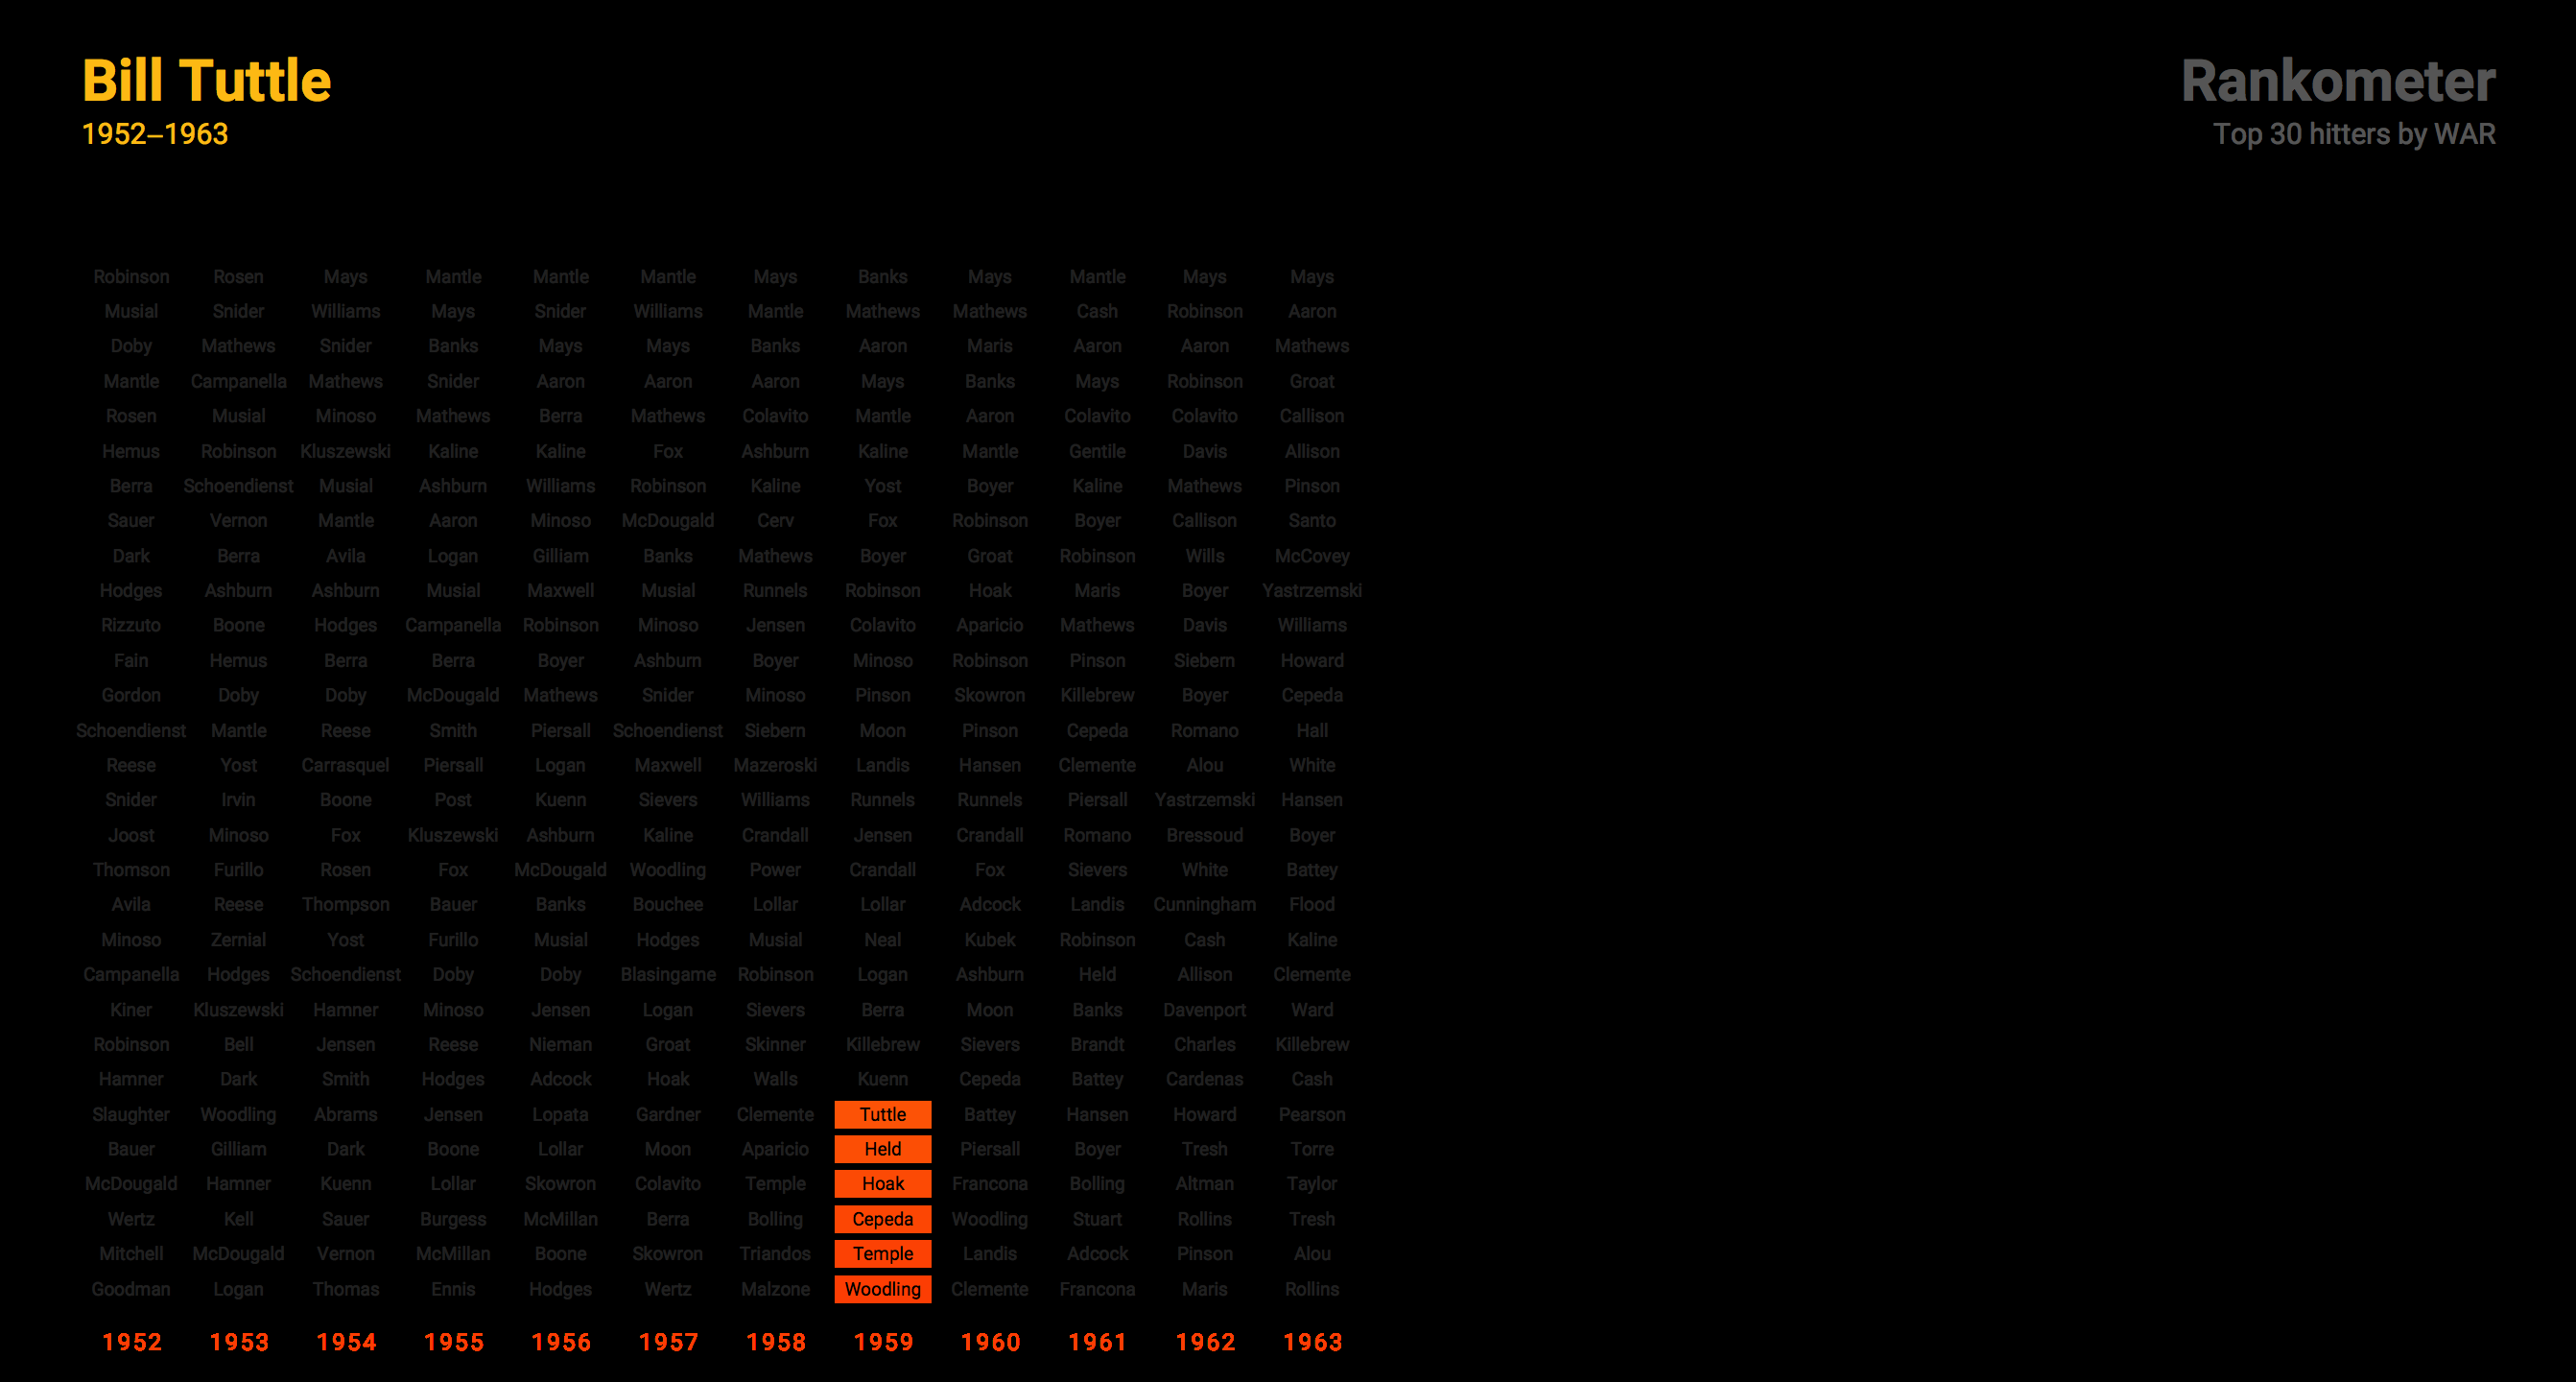 Bill Tuttle
1952–1963
Rankometer
Top 30 hitters by WAR
Robinson Rosen Mays Mantle Mantle Mantle Mays Banks Mays Mantle Mays Mays
Musial Snider Williams Mays Snider Williams Mantle Mathews Mathews Cash Robinson Aaron
Doby Mathews Snider Banks Mays Mays Banks Aaron Maris Aaron Aaron Mathews
Mantle Campanella Mathews Snider Aaron Aaron Aaron Mays Banks Mays Robinson Groat
Rosen Musial Minoso Mathews Berra Mathews Colavito Mantle Aaron Colavito Colavito Callison
Hemus Robinson Kluszewski Kaline Kaline Fox Ashburn Kaline Mantle Gentile Davis Allison
Berra Schoendienst Musial Ashburn Williams Robinson Kaline Yost Boyer Kaline Mathews Pinson
Sauer Vernon Mantle Aaron Minoso McDougald Cerv Fox Robinson Boyer Callison Santo
Dark Berra Avila Logan Gilliam Banks Mathews Boyer Groat Robinson Wills McCovey
Hodges Ashburn Ashburn Musial Maxwell Musial Runnels Robinson Hoak Maris Boyer Yastrzemski
Rizzuto Boone Hodges Campanella Robinson Minoso Jensen Colavito Aparicio Mathews Davis Williams
Fain Hemus Berra Berra Boyer Ashburn Boyer Minoso Robinson Pinson Siebern Howard
Gordon Doby Doby McDougald Mathews Snider Minoso Pinson Skowron Killebrew Boyer Cepeda
Schoendienst Mantle Reese Smith Piersall Schoendienst Siebern Moon Pinson Cepeda Romano Hall
Reese Yost Carrasquel Piersall Logan Maxwell Mazeroski Landis Hansen Clemente Alou White
Snider Irvin Boone Post Kuenn Sievers Williams Runnels Runnels Piersall Yastrzemski Hansen
Joost Minoso Fox Kluszewski Ashburn Kaline Crandall Jensen Crandall Romano Bressoud Boyer
Thomson Furillo Rosen Fox McDougald Woodling Power Crandall Fox Sievers White Battey
Avila Reese Thompson Bauer Banks Bouchee Lollar Lollar Adcock Landis Cunningham Flood
Minoso Zernial Yost Furillo Musial Hodges Musial Neal Kubek Robinson Cash Kaline
Campanella Hodges Schoendienst Doby Doby Blasingame Robinson Logan Ashburn Held Allison Clemente
Kiner Kluszewski Hamner Minoso Jensen Logan Sievers Berra Moon Banks Davenport Ward
Robinson Bell Jensen Reese Nieman Groat Skinner Killebrew Sievers Brandt Charles Killebrew
Hamner Dark Smith Hodges Adcock Hoak Walls Kuenn Cepeda Battey Cardenas Cash
Slaughter Woodling Abrams Jensen Lopata Gardner Clemente Tuttle Battey Hansen Howard Pearson
Bauer Gilliam Dark Boone Lollar Moon Aparicio Held Piersall Boyer Tresh Torre
McDougald Hamner Kuenn Lollar Skowron Colavito Temple Hoak Francona Bolling Altman Taylor
Wertz Kell Sauer Burgess McMillan Berra Bolling Cepeda Woodling Stuart Rollins Tresh
Mitchell McDougald Vernon McMillan Boone Skowron Triandos Temple Landis Adcock Pinson Alou
Goodman Logan Thomas Ennis Hodges Wertz Malzone Woodling Clemente Francona Maris Rollins
1952 1953 1954 1955 1956 1957 1958 1959 1960 1961 1962 1963